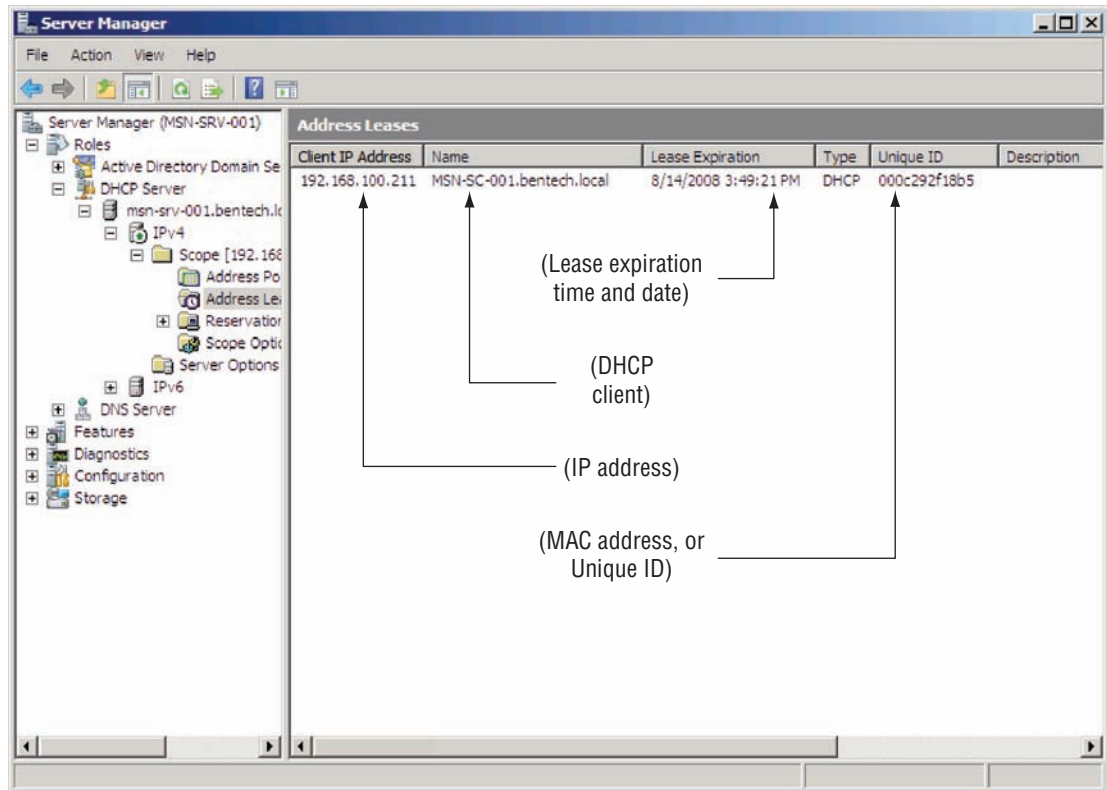 Server Manager
File Action View Help
Server Manager (MSN-SRV-001)
Roles
Active Directory Domain Se
DHCP Server
msn-srv-001.bentech.lo
IPv4
Scope [192.168
Address Po
Address Lea
Reservation
Scope Optic
Server Options
IPv6
DNS Server
Features
Diagnostics
Configuration
Storage
Address Leases
Client IP Address Name Lease Expiration Type Unique ID Description
192.168.100.211 MSN-SC-001.bentech.local 8/14/2008 3:49:21 PM DHCP 000c292f18b5
(Lease expiration
time and date)
(DHCP
client)
(IP address)
(MAC address, or
Unique ID)